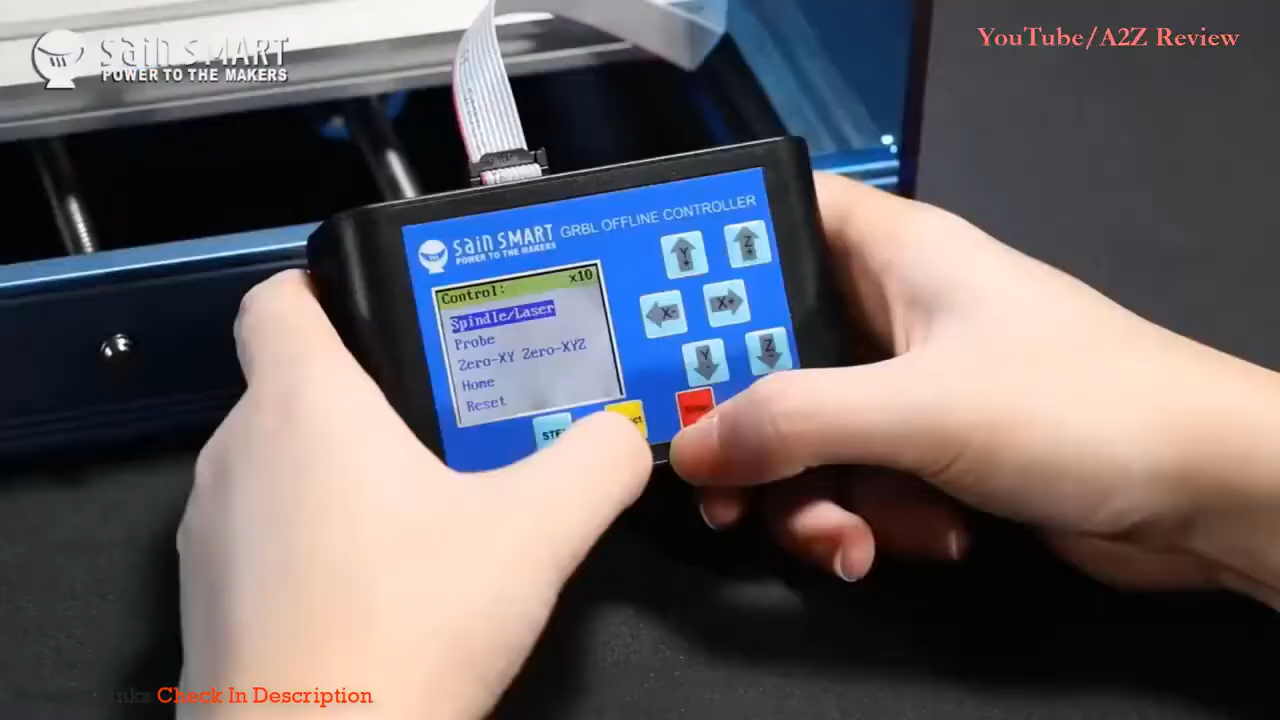 SainSMART
POWER TO THE MAKERS
YouTube/A2Z Review
SainSMART
POWER TO THE MAKERS
GRBL OFFLINE CONTROLLER
Control: x10
Spindle/Laser
Probe
Zero-XY Zero-XYZ
Home
Reset
Y+
Z+
X-
X+
Y-
Z-
Check In Description